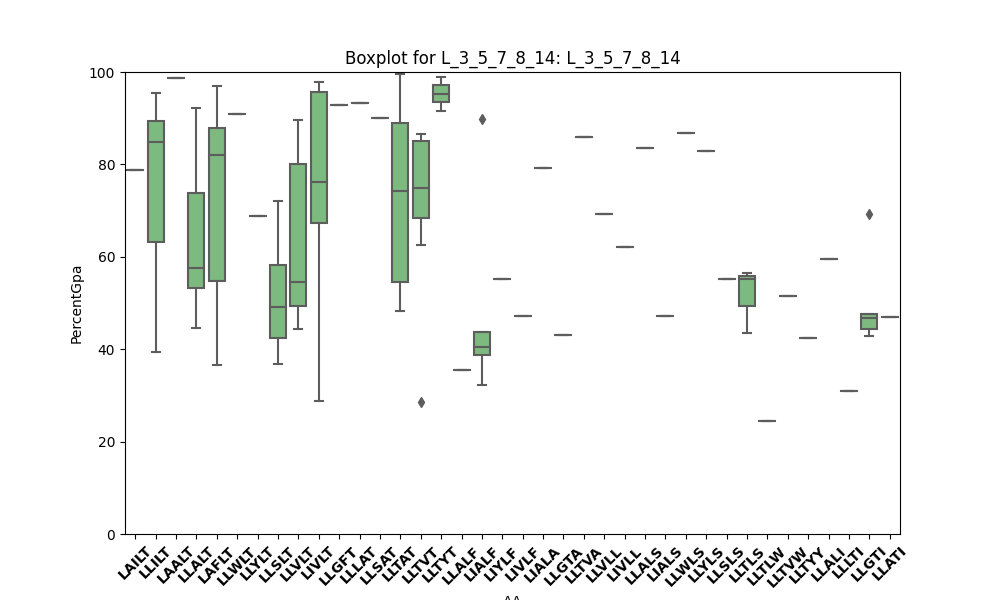 Boxplot for L_3_5_7_8_14: L_3_5_7_8_14
PercentGpa
100
80
60
40
20
0
LAILT
LLILT
LAALT
LLALT
LAFLT
LLWLT
LLYLT
LLSLT
LLVLT
LIVLT
LLGFT
LLLAT
LLSAT
LLTAT
LLTVT
LLTYT
LLALF
LIALF
LIYLF
LIVLF
LIALA
LLGTA
LLTVA
LLVLL
LIVLL
LLALS
LIALS
LLWLS
LLYLS
LLSLS
LLTLS
LLTLW
LLTVW
LLTYY
LLALI
LLLTI
LLGTI
LLATI
AA